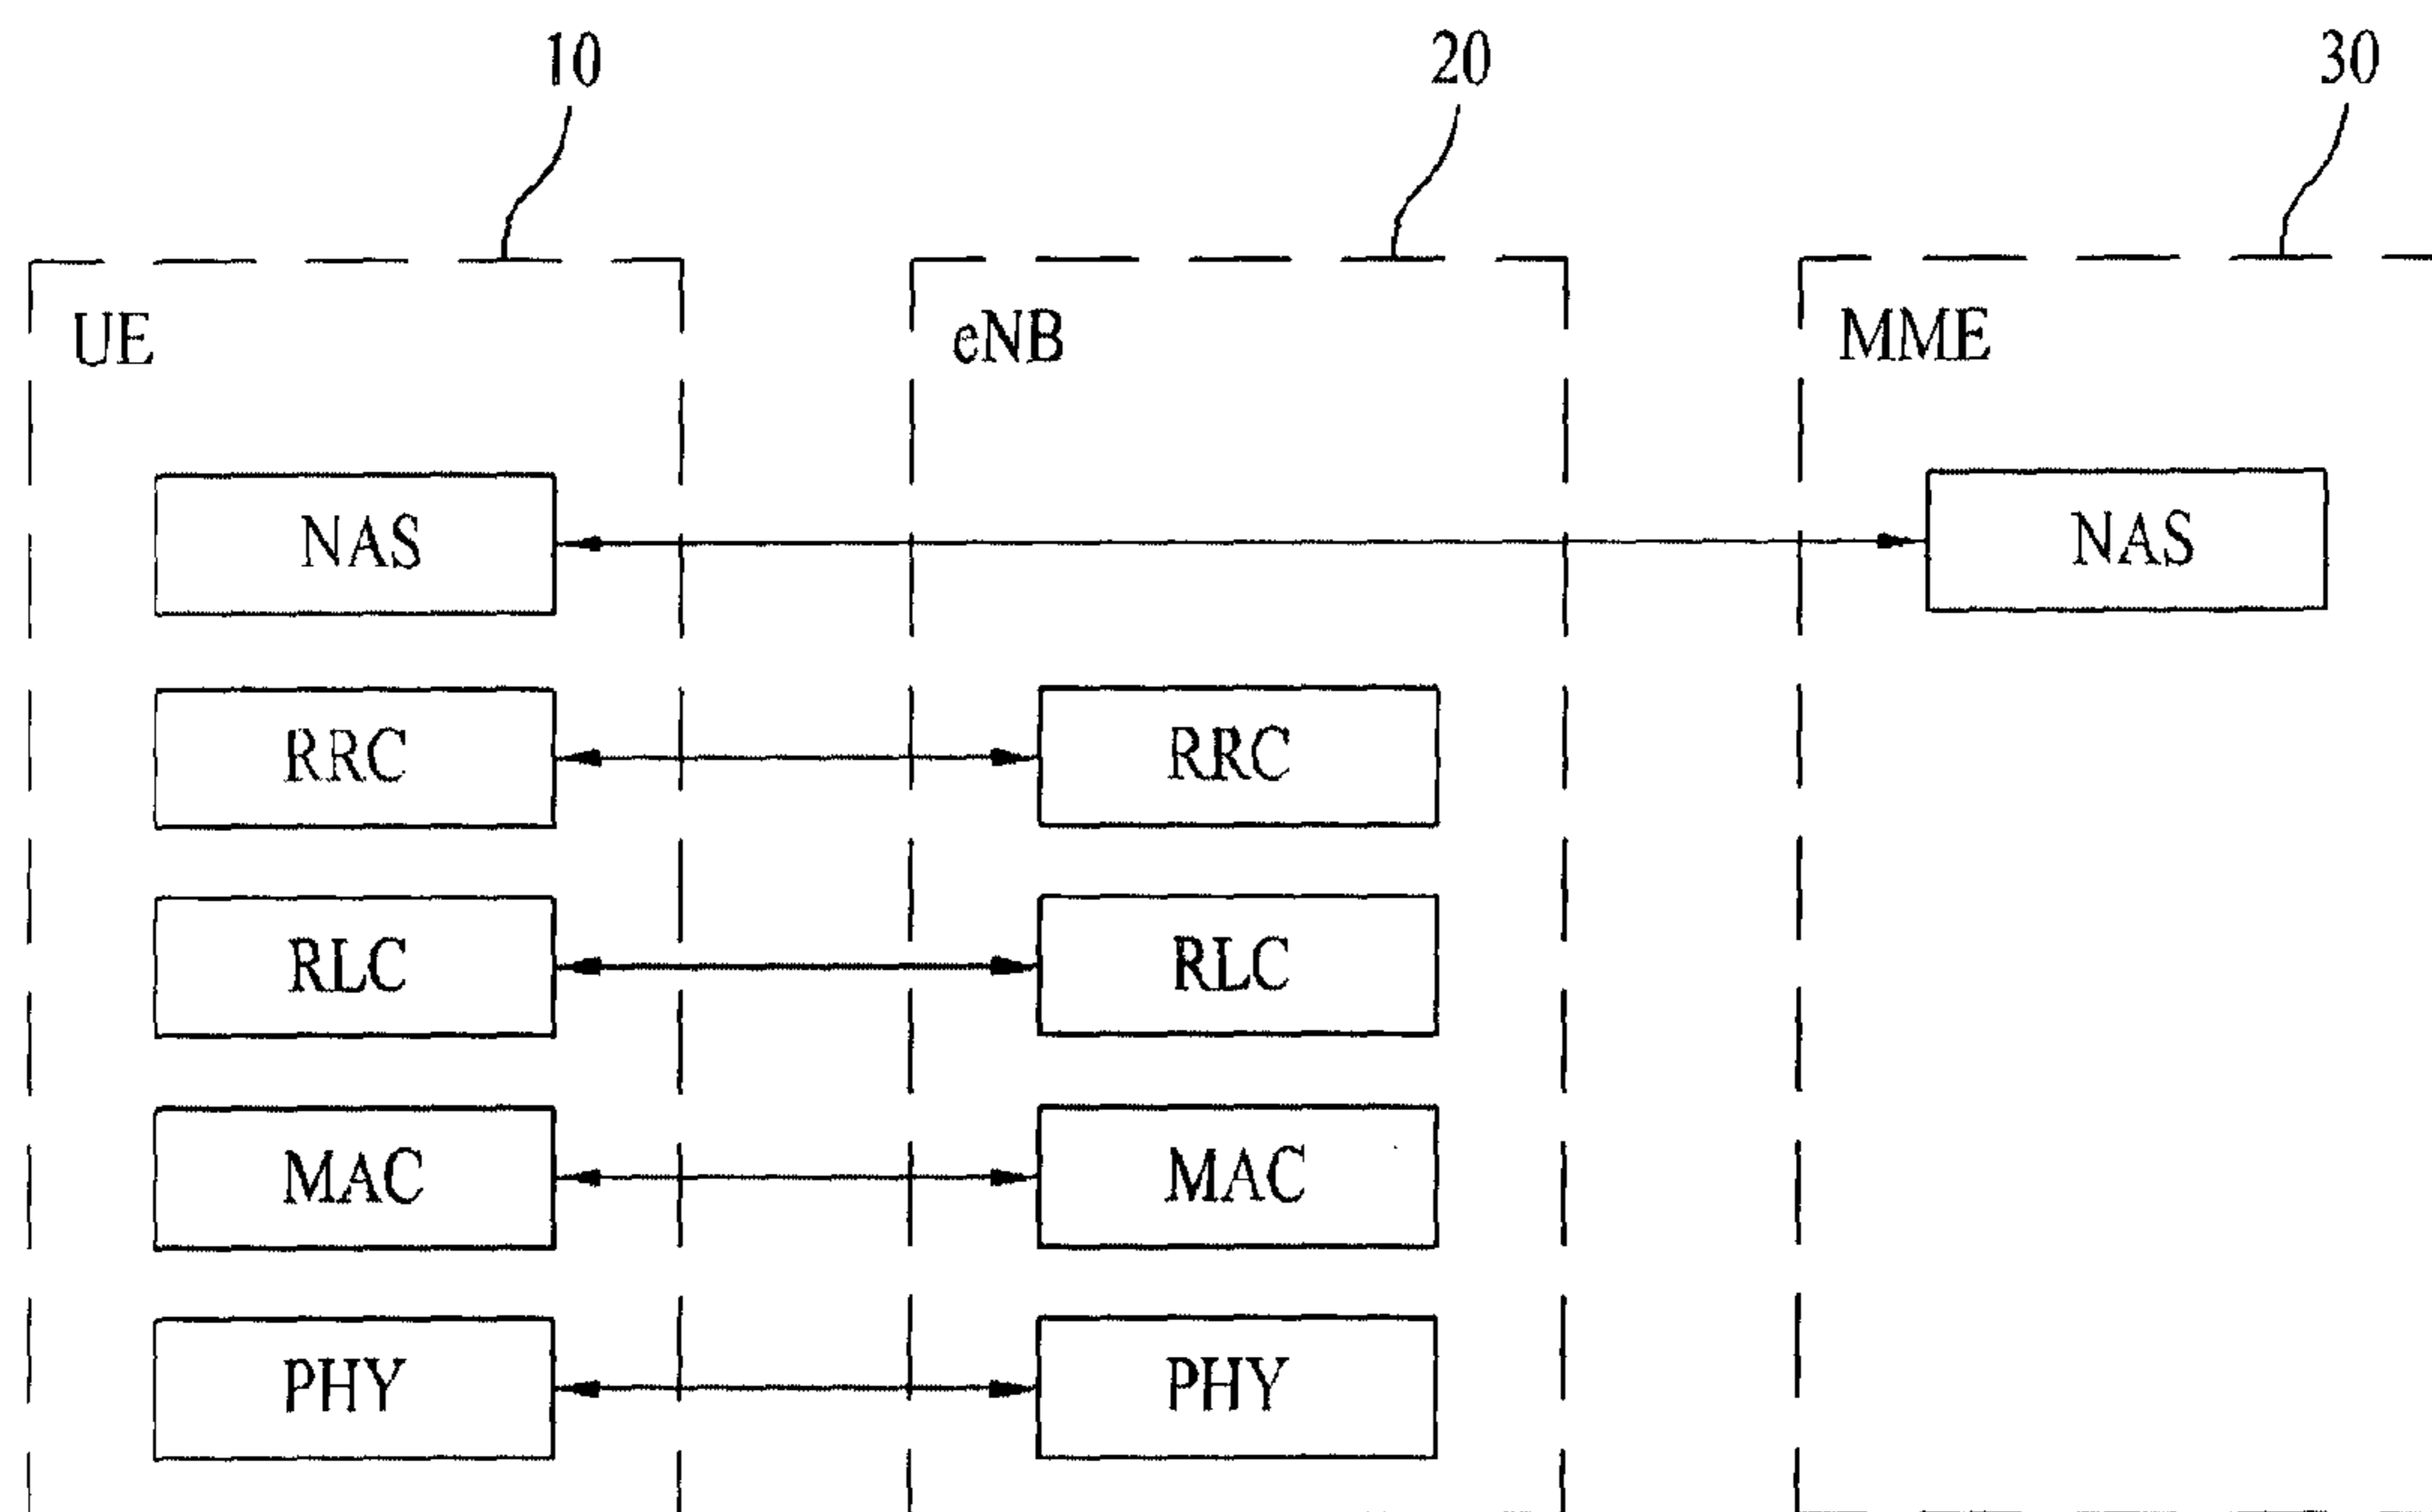 10 20 30
UE eNB MME
NAS NAS
RRC RRC
RLC RLC
MAC MAC
PHY PHY